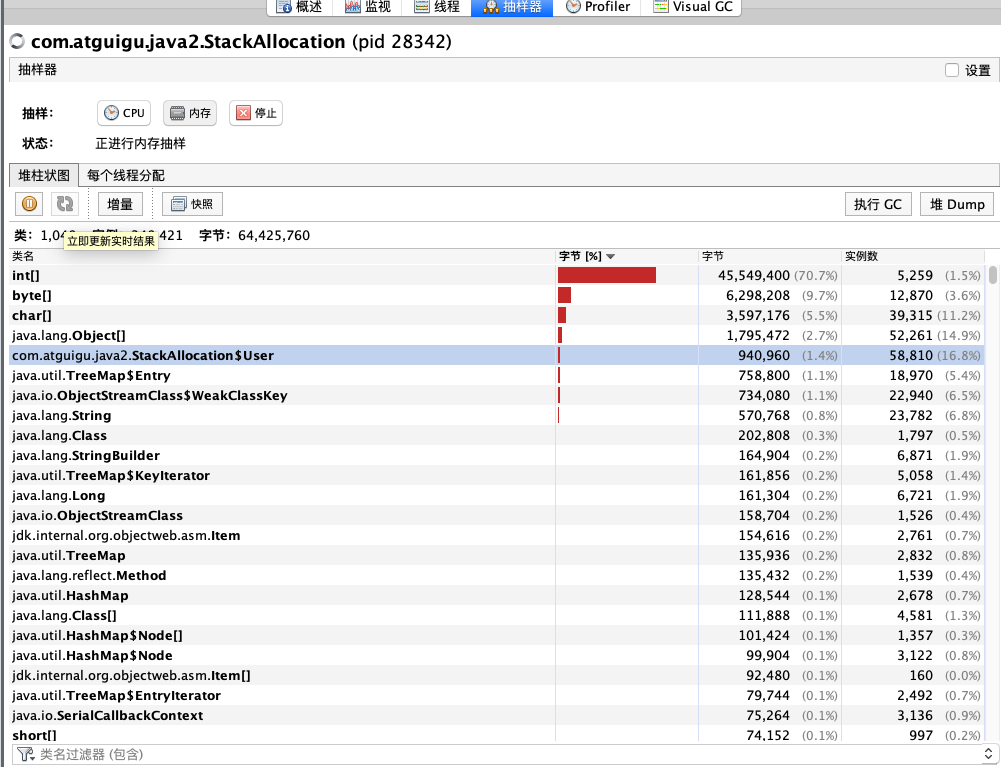 概述 监视 线程 抽样器 Profiler Visual GC
com.atguigu.java2.StackAllocation (pid 28342)
抽样器 设置
抽样： CPU 内存 停止
状态： 正进行内存抽样
堆柱状图 每个线程分配
增量 快照 执行 GC 堆 Dump
类： 421 字节： 64,425,760
立即更新实时结果
类名 字节 [%] 字节 实例数
int[] 45,549,400 (70.7%) 5,259 (1.5%)
byte[] 6,298,208 (9.7%) 12,870 (3.6%)
char[] 3,597,176 (5.5%) 39,315 (11.2%)
java.lang.Object[] 1,795,472 (2.7%) 52,261 (14.9%)
com.atguigu.java2.StackAllocation$User 940,960 (1.4%) 58,810 (16.8%)
java.util.TreeMap$Entry 758,800 (1.1%) 18,970 (5.4%)
java.io.ObjectStreamClass$WeakClassKey 734,080 (1.1%) 22,940 (6.5%)
java.lang.String 570,768 (0.8%) 23,782 (6.8%)
java.lang.Class 202,808 (0.3%) 1,797 (0.5%)
java.lang.StringBuilder 164,904 (0.2%) 6,871 (1.9%)
java.util.TreeMap$KeyIterator 161,856 (0.2%) 5,058 (1.4%)
java.lang.Long 161,304 (0.2%) 6,721 (1.9%)
java.io.ObjectStreamClass 158,704 (0.2%) 1,526 (0.4%)
jdk.internal.org.objectweb.asm.Item 154,616 (0.2%) 2,761 (0.7%)
java.util.TreeMap 135,936 (0.2%) 2,832 (0.8%)
java.lang.reflect.Method 135,432 (0.2%) 1,539 (0.4%)
java.util.HashMap 128,544 (0.1%) 2,678 (0.7%)
java.lang.Class[] 111,888 (0.1%) 4,581 (1.3%)
java.util.HashMap$Node[] 101,424 (0.1%) 1,357 (0.3%)
java.util.HashMap$Node 99,904 (0.1%) 3,122 (0.8%)
jdk.internal.org.objectweb.asm.Item[] 92,480 (0.1%) 160 (0.0%)
java.util.TreeMap$EntryIterator 79,744 (0.1%) 2,492 (0.7%)
java.io.SerialCallbackContext 75,264 (0.1%) 3,136 (0.9%)
short[] 74,152 (0.1%) 997 (0.2%)
类名过滤器 (包含)